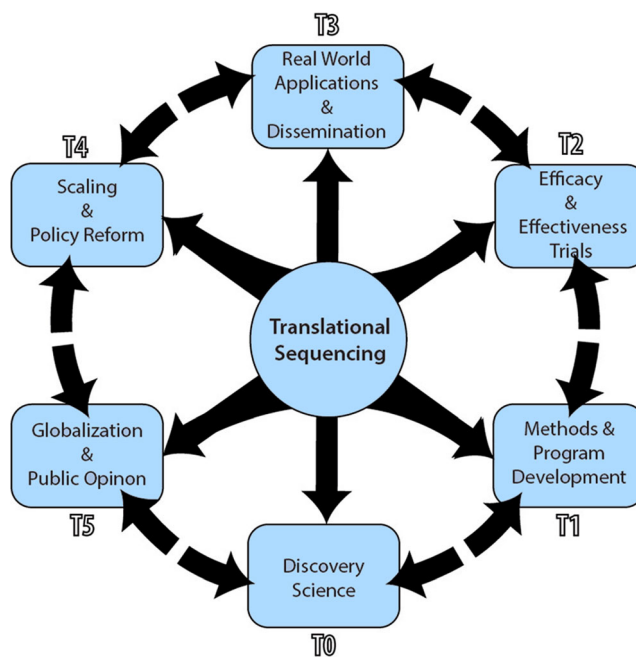 T3
Real World
Applications
&
Dissemination
T4
Scaling
&
Policy Reform
T2
Efficacy
&
Effectiveness
Trials
Translational
Sequencing
Globalization
&
Public Opinon
T5
Methods &
Program
Development
T1
Discovery
Science
T0